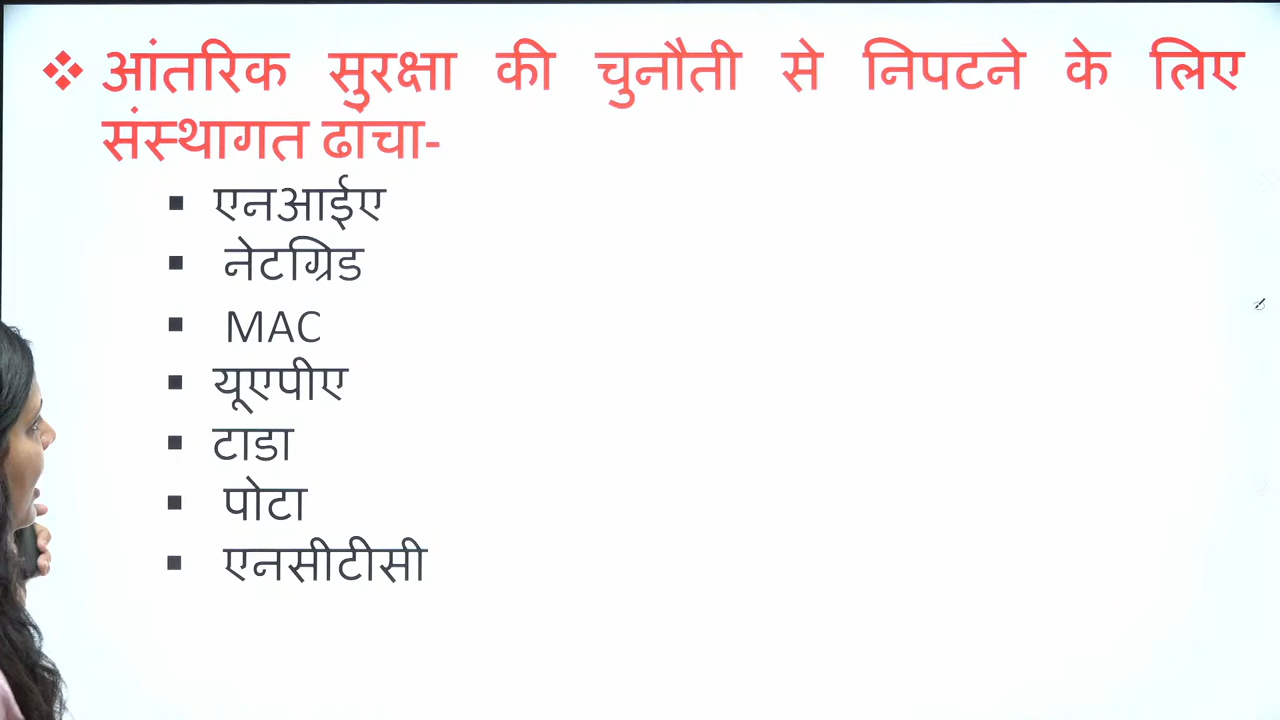 ❖ आंतरिक सुरक्षा की चुनौती से निपटने के लिए
संस्थागत ढांचा-
▪ एनआईए
▪ नेटग्रिड
▪ MAC
▪ यूएपीए
▪ टाडा
▪ पोटा
▪ एनसीटीसी